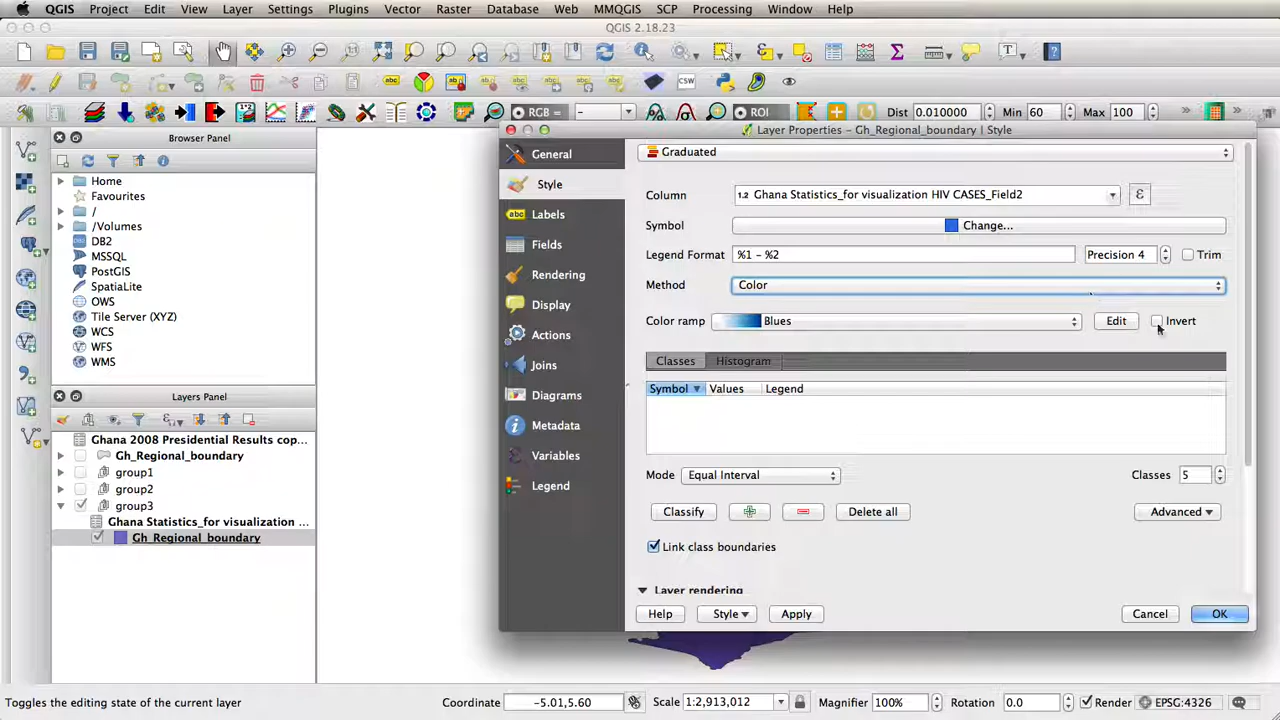 QGIS Project Edit View Layer Settings Plugins Vector Raster Database Web MMQGIS SCP Processing Window Help
QGIS 2.18.23
RGB = - ROI Dist 0.010000 Min 60 Max 100
Browser Panel
Home
Favourites
/
/Volumes
DB2
MSSQL
PostGIS
SpatiaLite
OWS
Tile Server (XYZ)
WCS
WFS
WMS
Layers Panel
Ghana 2008 Presidential Results cop...
Gh_Regional_boundary
group1
group2
group3
Ghana Statistics_for visualization ...
Gh_Regional_boundary
Layer Properties - Gh_Regional_boundary | Style
General
Style
Labels
Fields
Rendering
Display
Actions
Joins
Diagrams
Metadata
Variables
Legend
Graduated
Column 1.2 Ghana Statistics_for visualization HIV CASES_Field2 ε
Symbol Change...
Legend Format %1 - %2 Precision 4 Trim
Method Color
Color ramp Blues Edit Invert
Classes Histogram
Symbol Values Legend
Mode Equal Interval Classes 5
Classify Delete all Advanced
Link class boundaries
Layer rendering
Help Style Apply Cancel OK
Toggles the editing state of the current layer Coordinate -5.01,5.60 Scale 1:2,913,012 Magnifier 100% Rotation 0.0 Render EPSG:4326